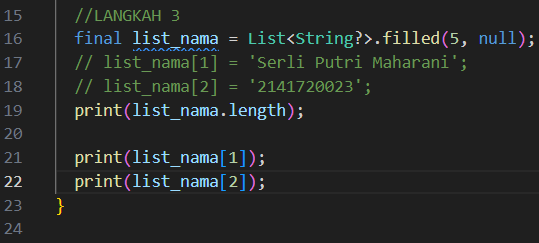 15 //LANGKAH 3
16 final list_nama = List<String?>.filled(5, null);
17 // list_nama[1] = 'Serli Putri Maharani';
18 // list_nama[2] = '2141720023';
19 print(list_nama.length);
20
21 print(list_nama[1]);
22 print(list_nama[2]);
23 }
24